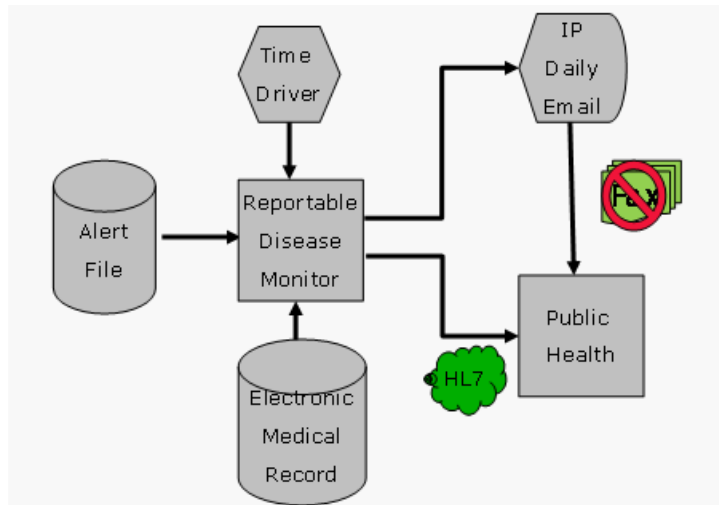 Time
Driver
IP
Daily
Email
Alert
File
Reportable
Disease
Monitor
Fax
Public
Health
HL7
Electronic
Medical
Record